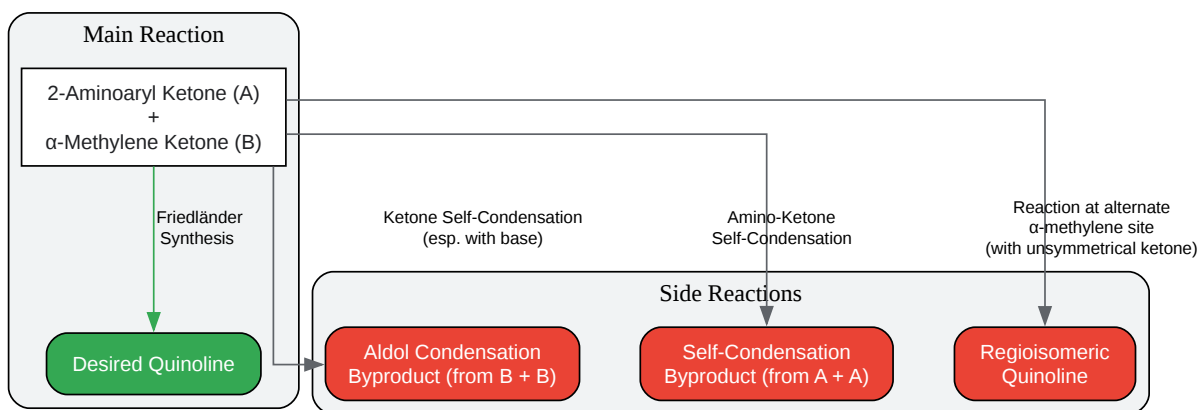 Main Reaction
2-Aminoaryl Ketone (A)
+
α-Methylene Ketone (B)
Friedländer
Synthesis
Ketone Self-Condensation
(esp. with base)
Amino-Ketone
Self-Condensation
Reaction at alternate
α-methylene site
(with unsymmetrical ketone)
Side Reactions
Desired Quinoline
Aldol Condensation
Byproduct (from B + B)
Self-Condensation
Byproduct (from A + A)
Regioisomeric
Quinoline